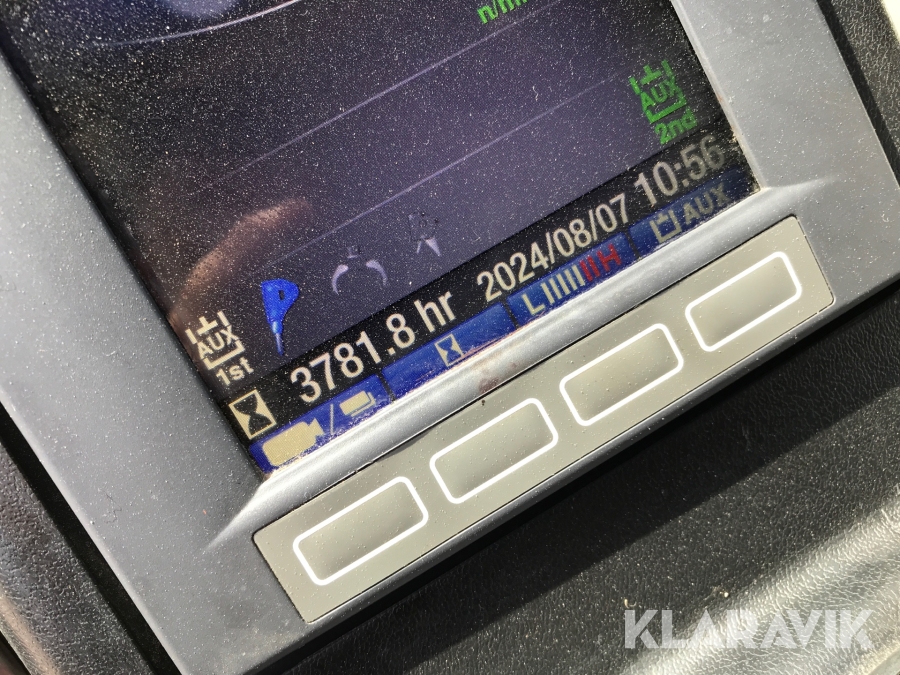 AUX
2nd
AUX
1st
P
3781.8 hr 2024/08/07 10:56
L H AUX
KLARAVIK